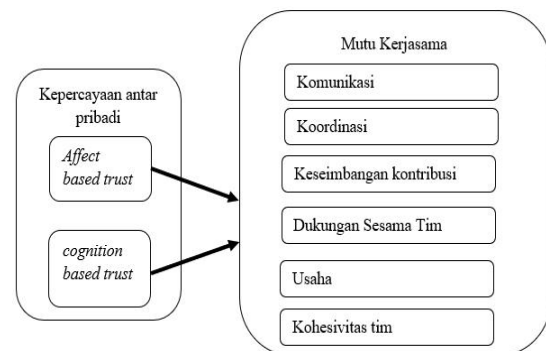 Kepercayaan antar
pribadi
Affect
based trust
cognition
based trust
Mutu Kerjasama
Komunikasi
Koordinasi
Keseimbangan kontribusi
Dukungan Sesama Tim
Usaha
Kohesivitas tim